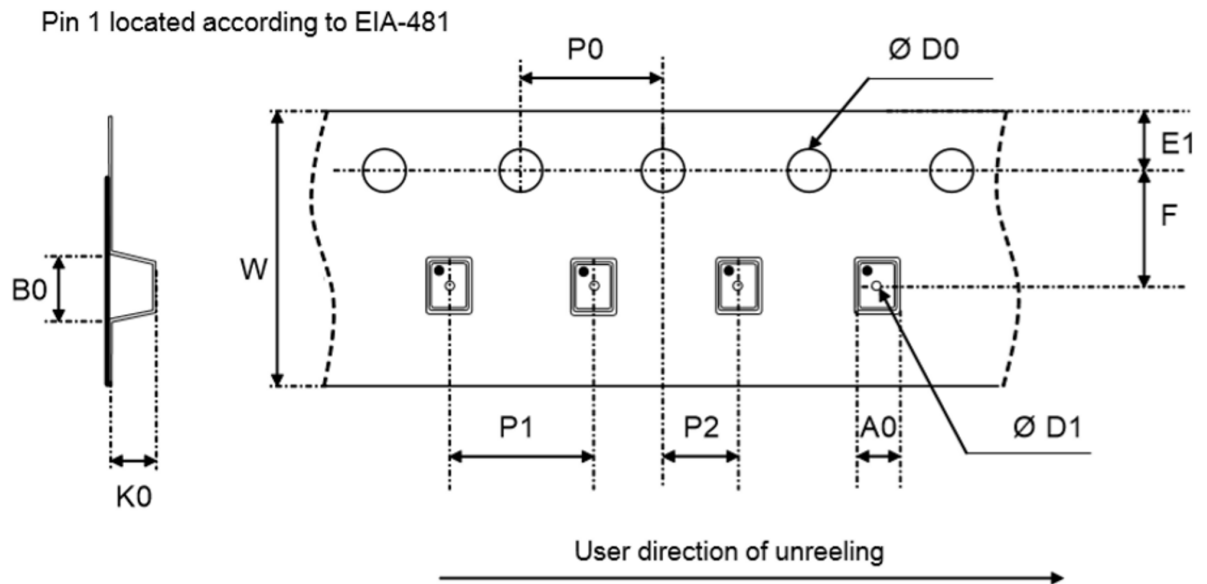 Pin 1 located according to EIA-481
P0
Ø D0
E1
F
W
B0
P1
P2
A0
Ø D1
K0
User direction of unreeling